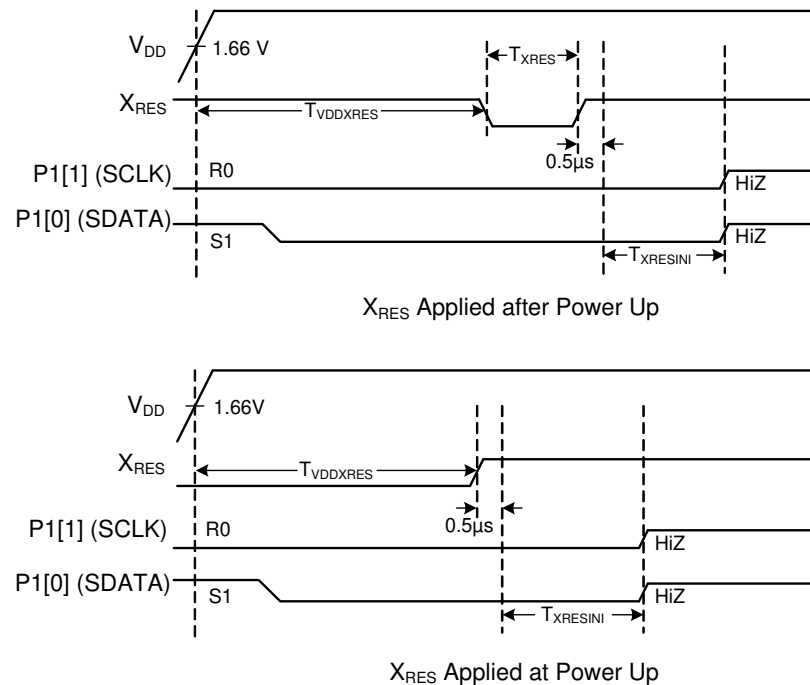 V_DD 1.66 V
T_XRES
X_RES T_VDDXRES
0.5µs
P1[1] (SCLK) R0 HiZ
P1[0] (SDATA) S1 HiZ
T_XRESINI
X_RES Applied after Power Up
V_DD 1.66V
X_RES T_VDDXRES
0.5µs
P1[1] (SCLK) R0 HiZ
P1[0] (SDATA) S1 HiZ
T_XRESINI
X_RES Applied at Power Up